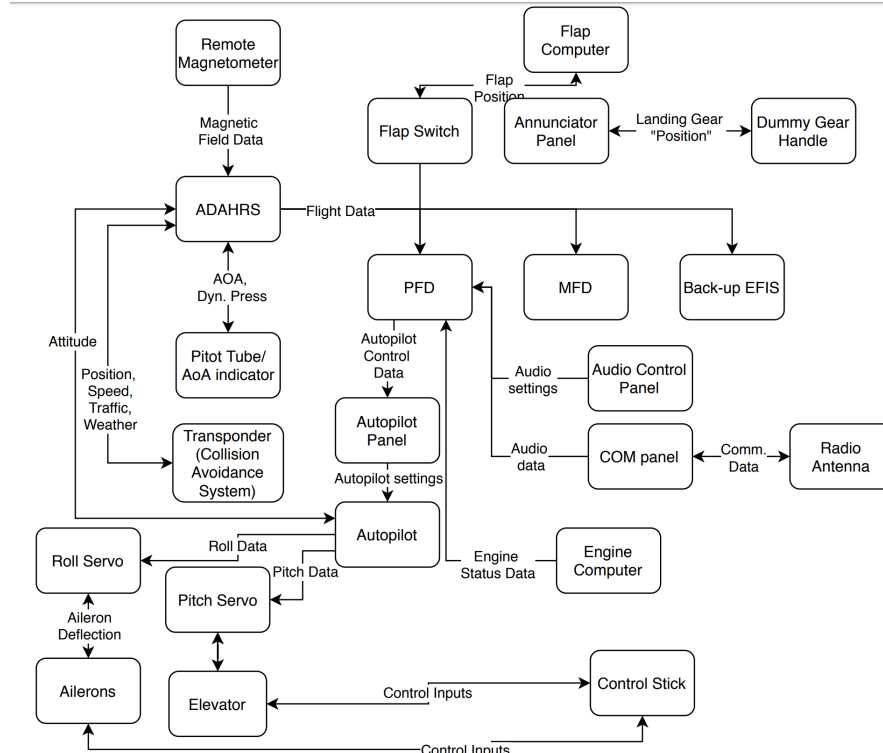 Remote
Magnetometer
Flap
Computer
Flap
Position
Flap Switch
Annunciator
Panel
Landing Gear
"Position"
Dummy Gear
Handle
Magnetic
Field Data
ADAHRS
Flight Data
AOA,
Dyn. Press
PFD
MFD
Back-up EFIS
Attitude
Pitot Tube/
AoA indicator
Autopilot
Control
Data
Position,
Speed,
Traffic,
Weather
Audio
settings
Audio Control
Panel
Autopilot
Panel
Transponder
(Collision
Avoidance
System)
Audio
data
COM panel
Comm.
Data
Radio
Antenna
Autopilot settings
Autopilot
Roll Servo
Roll Data
Pitch Data
Engine
Status Data
Engine
Computer
Pitch Servo
Aileron
Deflection
Ailerons
Elevator
Control Inputs
Control Stick
Control Inputs